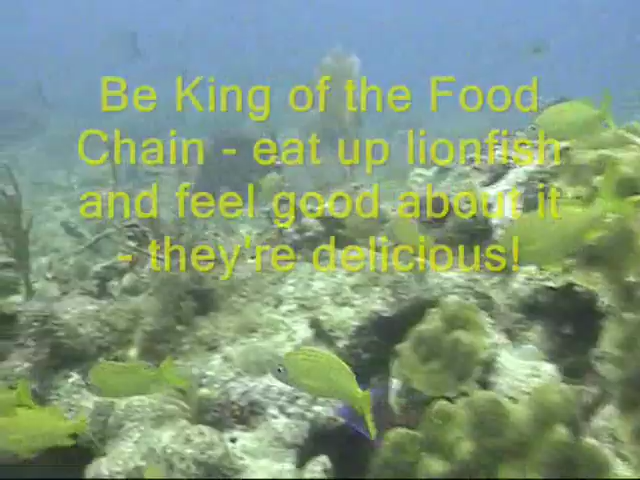 Be King of the Food
Chain - eat up lionfish
and feel good about it
- they're delicious!